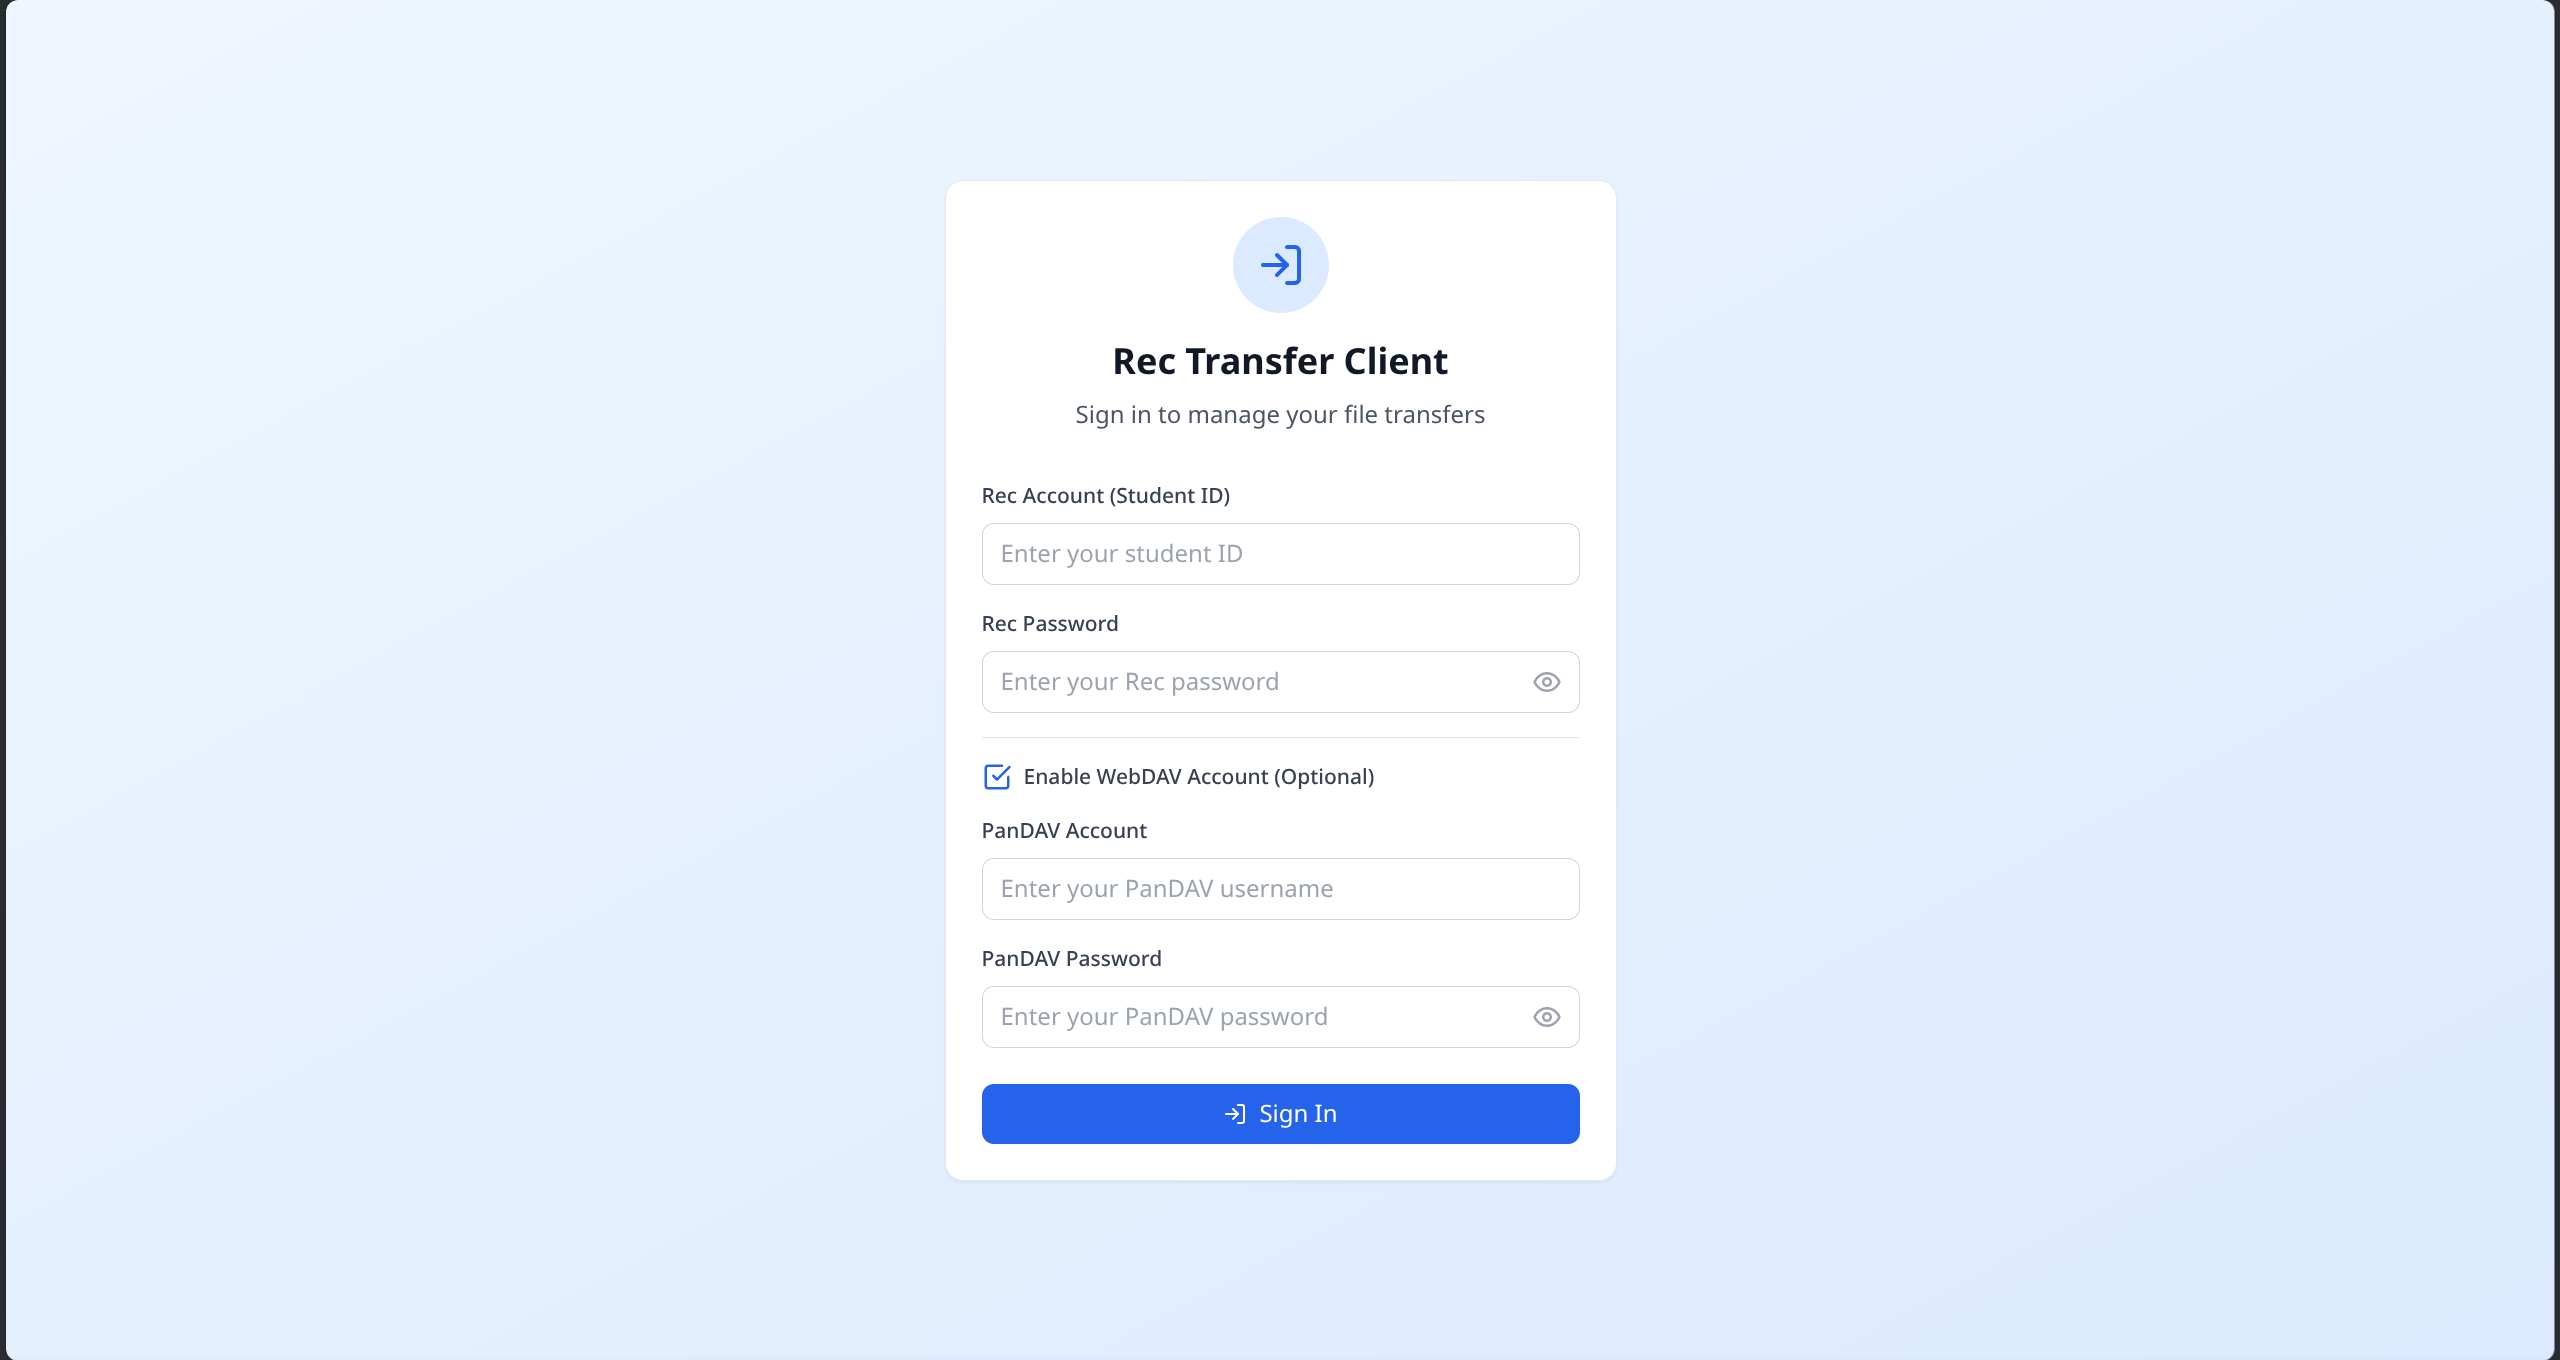 Rec Transfer Client
Sign in to manage your file transfers
Rec Account (Student ID)
Enter your student ID
Rec Password
Enter your Rec password
Enable WebDAV Account (Optional)
PanDAV Account
Enter your PanDAV username
PanDAV Password
Enter your PanDAV password
Sign In